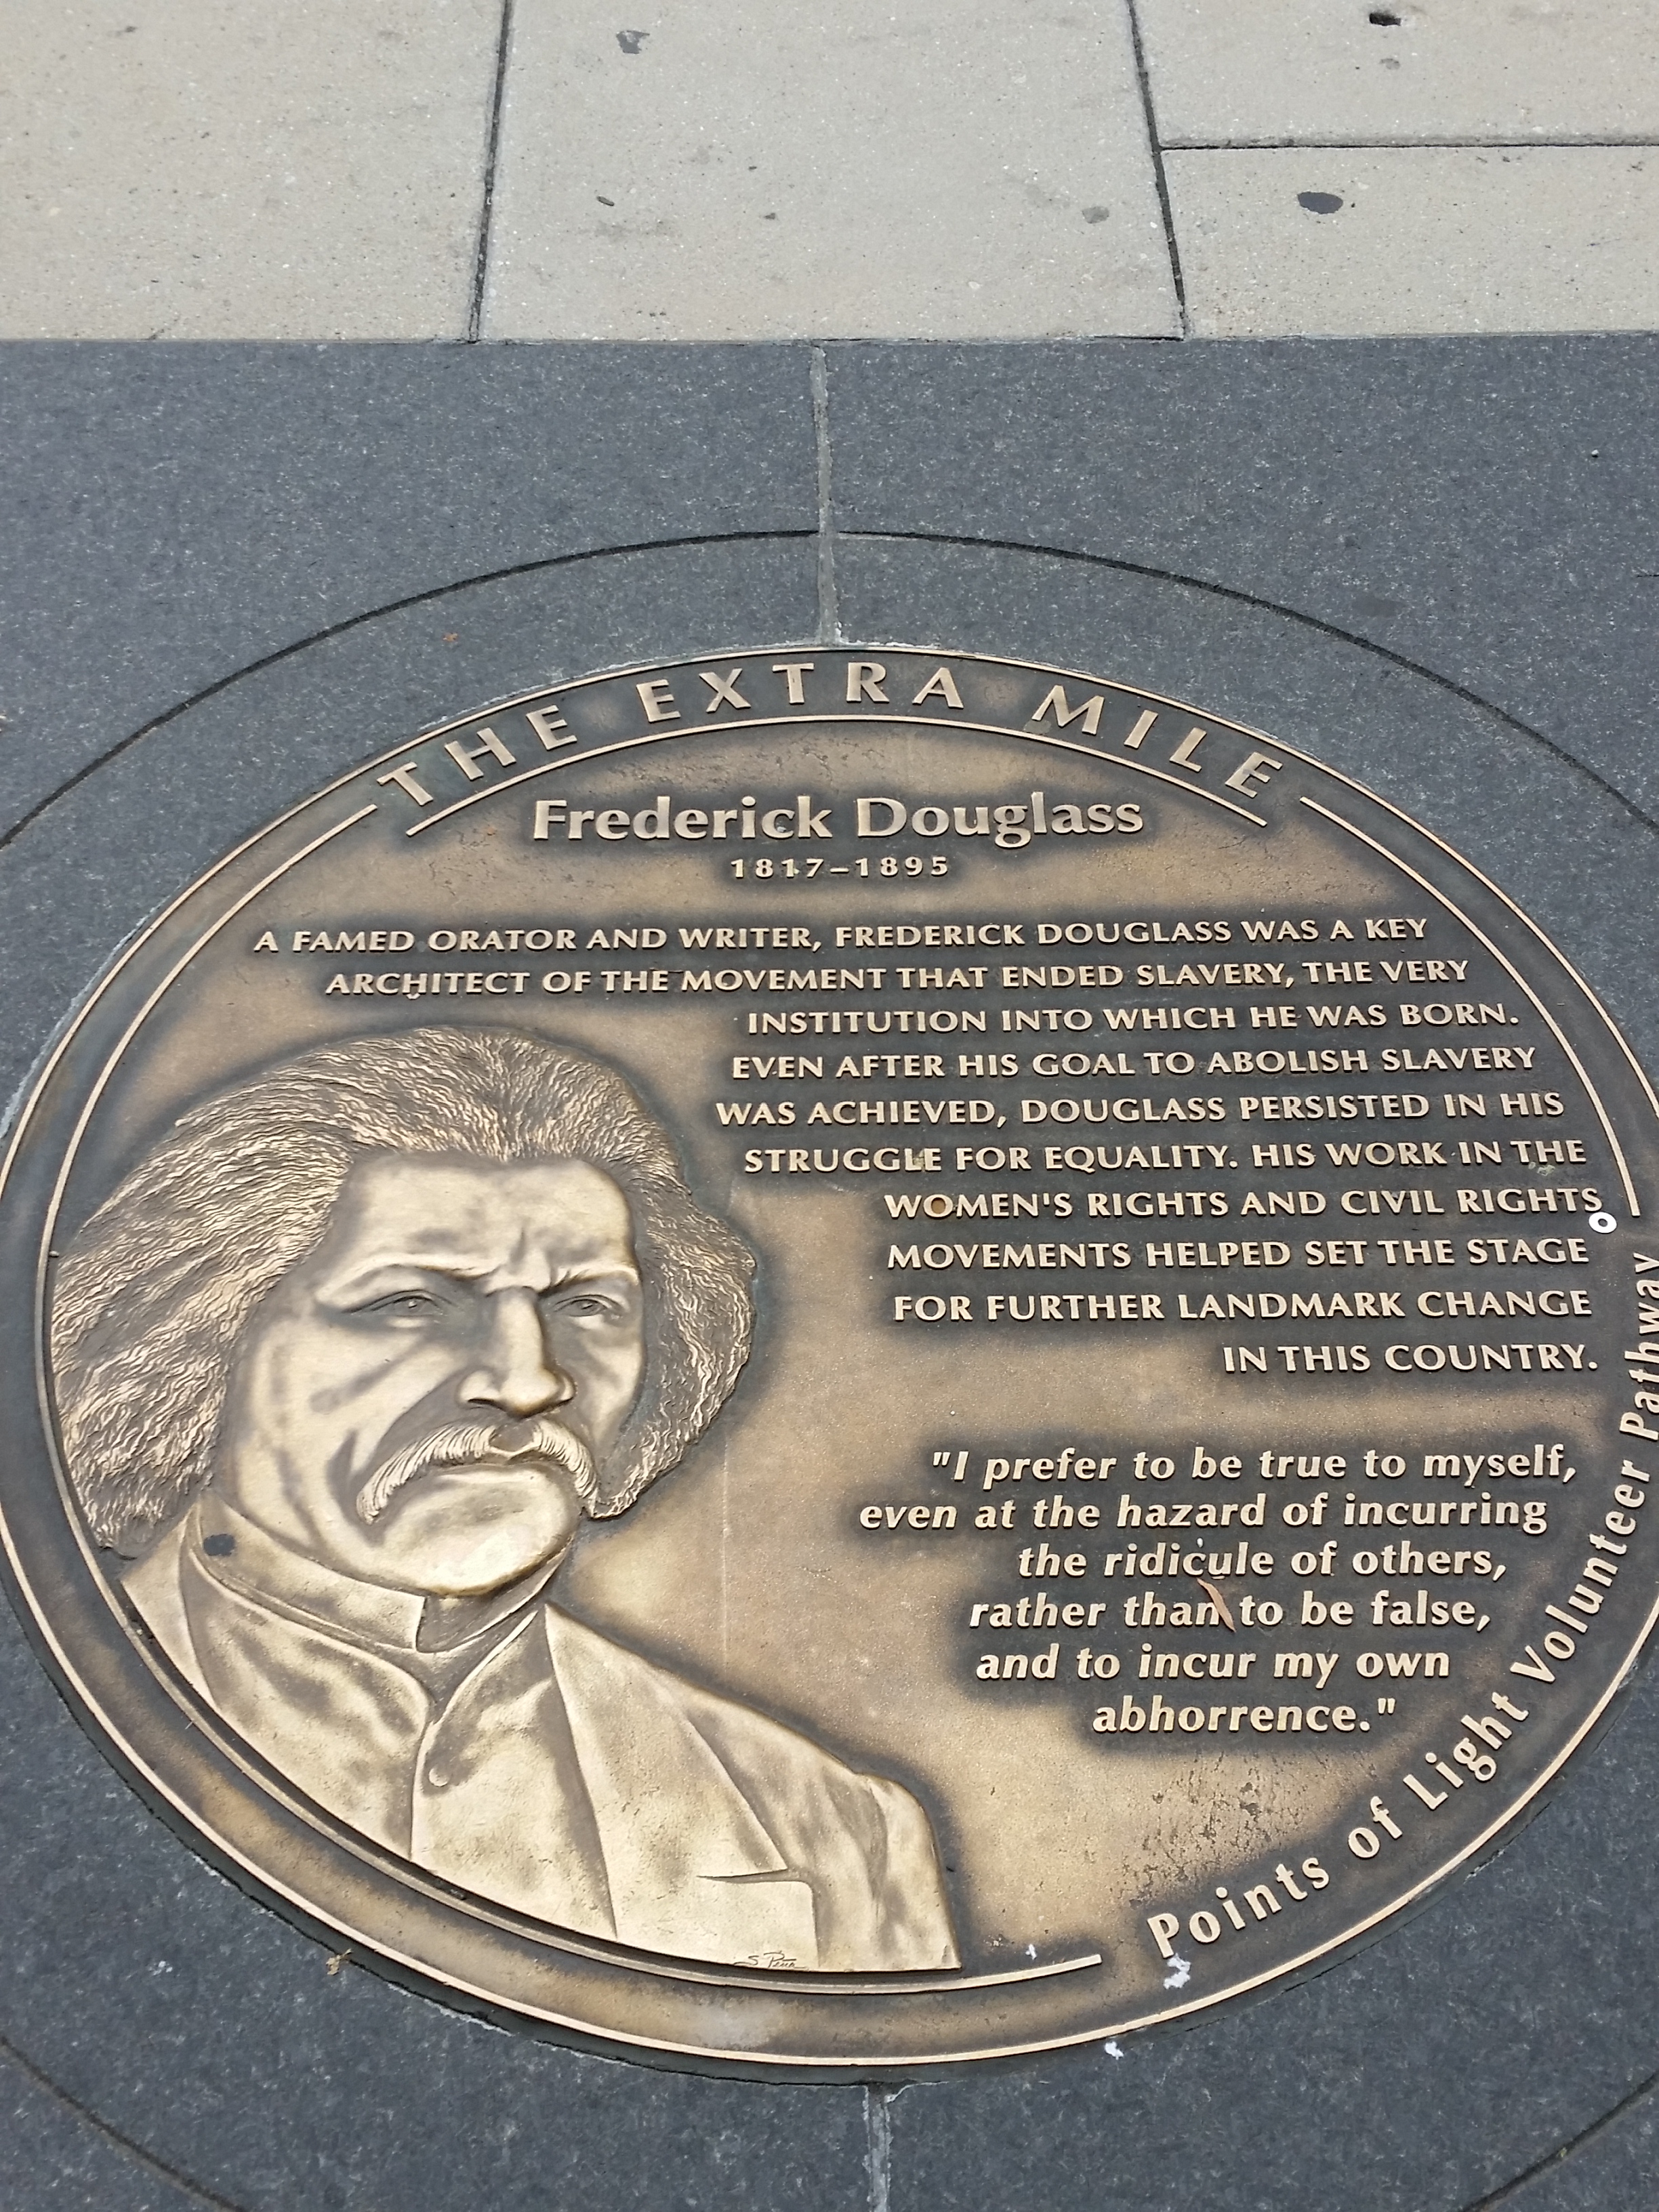 THE EXTRA MILE
Frederick Douglass
1817–1895
A FAMED ORATOR AND WRITER, FREDERICK DOUGLASS WAS A KEY
ARCHITECT OF THE MOVEMENT THAT ENDED SLAVERY, THE VERY
INSTITUTION INTO WHICH HE WAS BORN.
EVEN AFTER HIS GOAL TO ABOLISH SLAVERY
WAS ACHIEVED, DOUGLASS PERSISTED IN HIS
STRUGGLE FOR EQUALITY. HIS WORK IN THE
WOMEN'S RIGHTS AND CIVIL RIGHTS
MOVEMENTS HELPED SET THE STAGE
FOR FURTHER LANDMARK CHANGE
IN THIS COUNTRY.
"I prefer to be true to myself,
even at the hazard of incurring
the ridicule of others,
rather than to be false,
and to incur my own
abhorrence."
Points of Light Volunteer Pathway